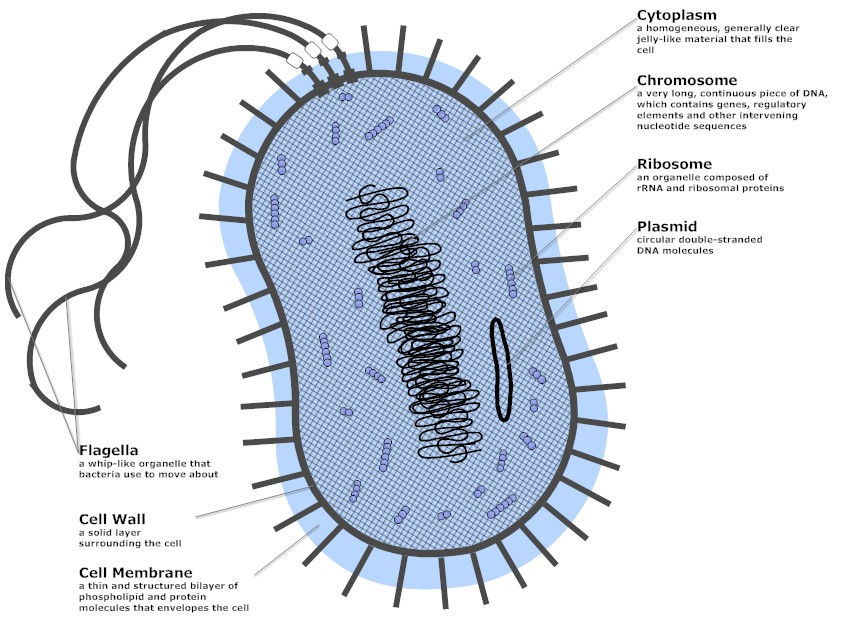 Cytoplasm
a homogeneous, generally clear
jelly-like material that fills the
cell
Chromosome
a very long, continuous piece of DNA,
which contains genes, regulatory
elements and other intervening
nucleotide sequences
Ribosome
an organelle composed of
rRNA and ribosomal proteins
Plasmid
circular double-stranded
DNA molecules
Flagella
a whip-like organelle that
bacteria use to move about
Cell Wall
a solid layer
surrounding the cell
Cell Membrane
a thin and structured bilayer of
phospholipid and protein
molecules that envelopes the cell